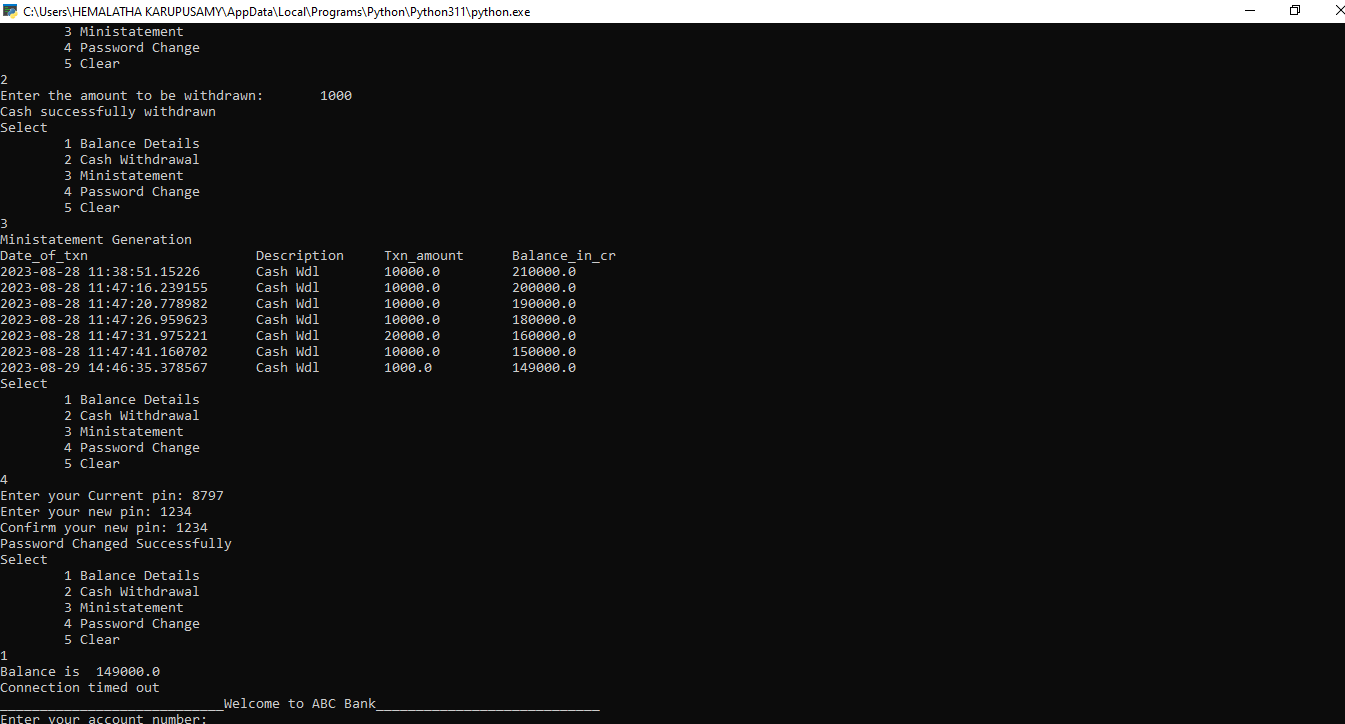 C:\Users\HEMALATHA KARUPUSAMY\AppData\Local\Programs\Python\Python311\python.exe
3 Ministatement
4 Password Change
5 Clear
2
Enter the amount to be withdrawn: 1000
Cash successfully withdrawn
Select
1 Balance Details
2 Cash Withdrawal
3 Ministatement
4 Password Change
5 Clear
3
Ministatement Generation
Date_of_txn Description Txn_amount Balance_in_cr
2023-08-28 11:38:51.15226 Cash Wdl 10000.0 210000.0
2023-08-28 11:47:16.239155 Cash Wdl 10000.0 200000.0
2023-08-28 11:47:20.778982 Cash Wdl 10000.0 190000.0
2023-08-28 11:47:26.959623 Cash Wdl 10000.0 180000.0
2023-08-28 11:47:31.975221 Cash Wdl 20000.0 160000.0
2023-08-28 11:47:41.160702 Cash Wdl 10000.0 150000.0
2023-08-29 14:46:35.378567 Cash Wdl 1000.0 149000.0
Select
1 Balance Details
2 Cash Withdrawal
3 Ministatement
4 Password Change
5 Clear
4
Enter your Current pin: 8797
Enter your new pin: 1234
Confirm your new pin: 1234
Password Changed Successfully
Select
1 Balance Details
2 Cash Withdrawal
3 Ministatement
4 Password Change
5 Clear
1
Balance is  149000.0
Connection timed out
____________________________Welcome to ABC Bank____________________________
Enter your account number: